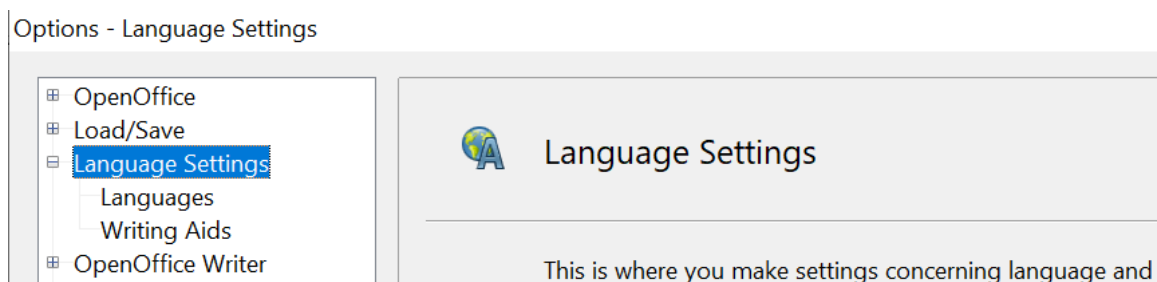 Options - Language Settings
OpenOffice
Load/Save
Language Settings
Languages
Writing Aids
OpenOffice Writer
Language Settings
This is where you make settings concerning language and